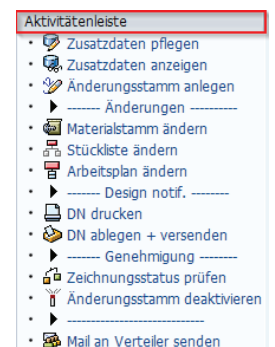 Aktivitätenleiste
Zusatzdaten pflegen
Zusatzdaten anzeigen
Änderungsstamm anlegen
------- Änderungen ----------
Materialstamm ändern
Stückliste ändern
Arbeitsplan ändern
------- Design notif. --------
DN drucken
DN ablegen + versenden
------- Genehmigung --------
Zeichnungsstatus prüfen
Änderungsstamm deaktivieren
-----------------------------
Mail an Verteiler senden